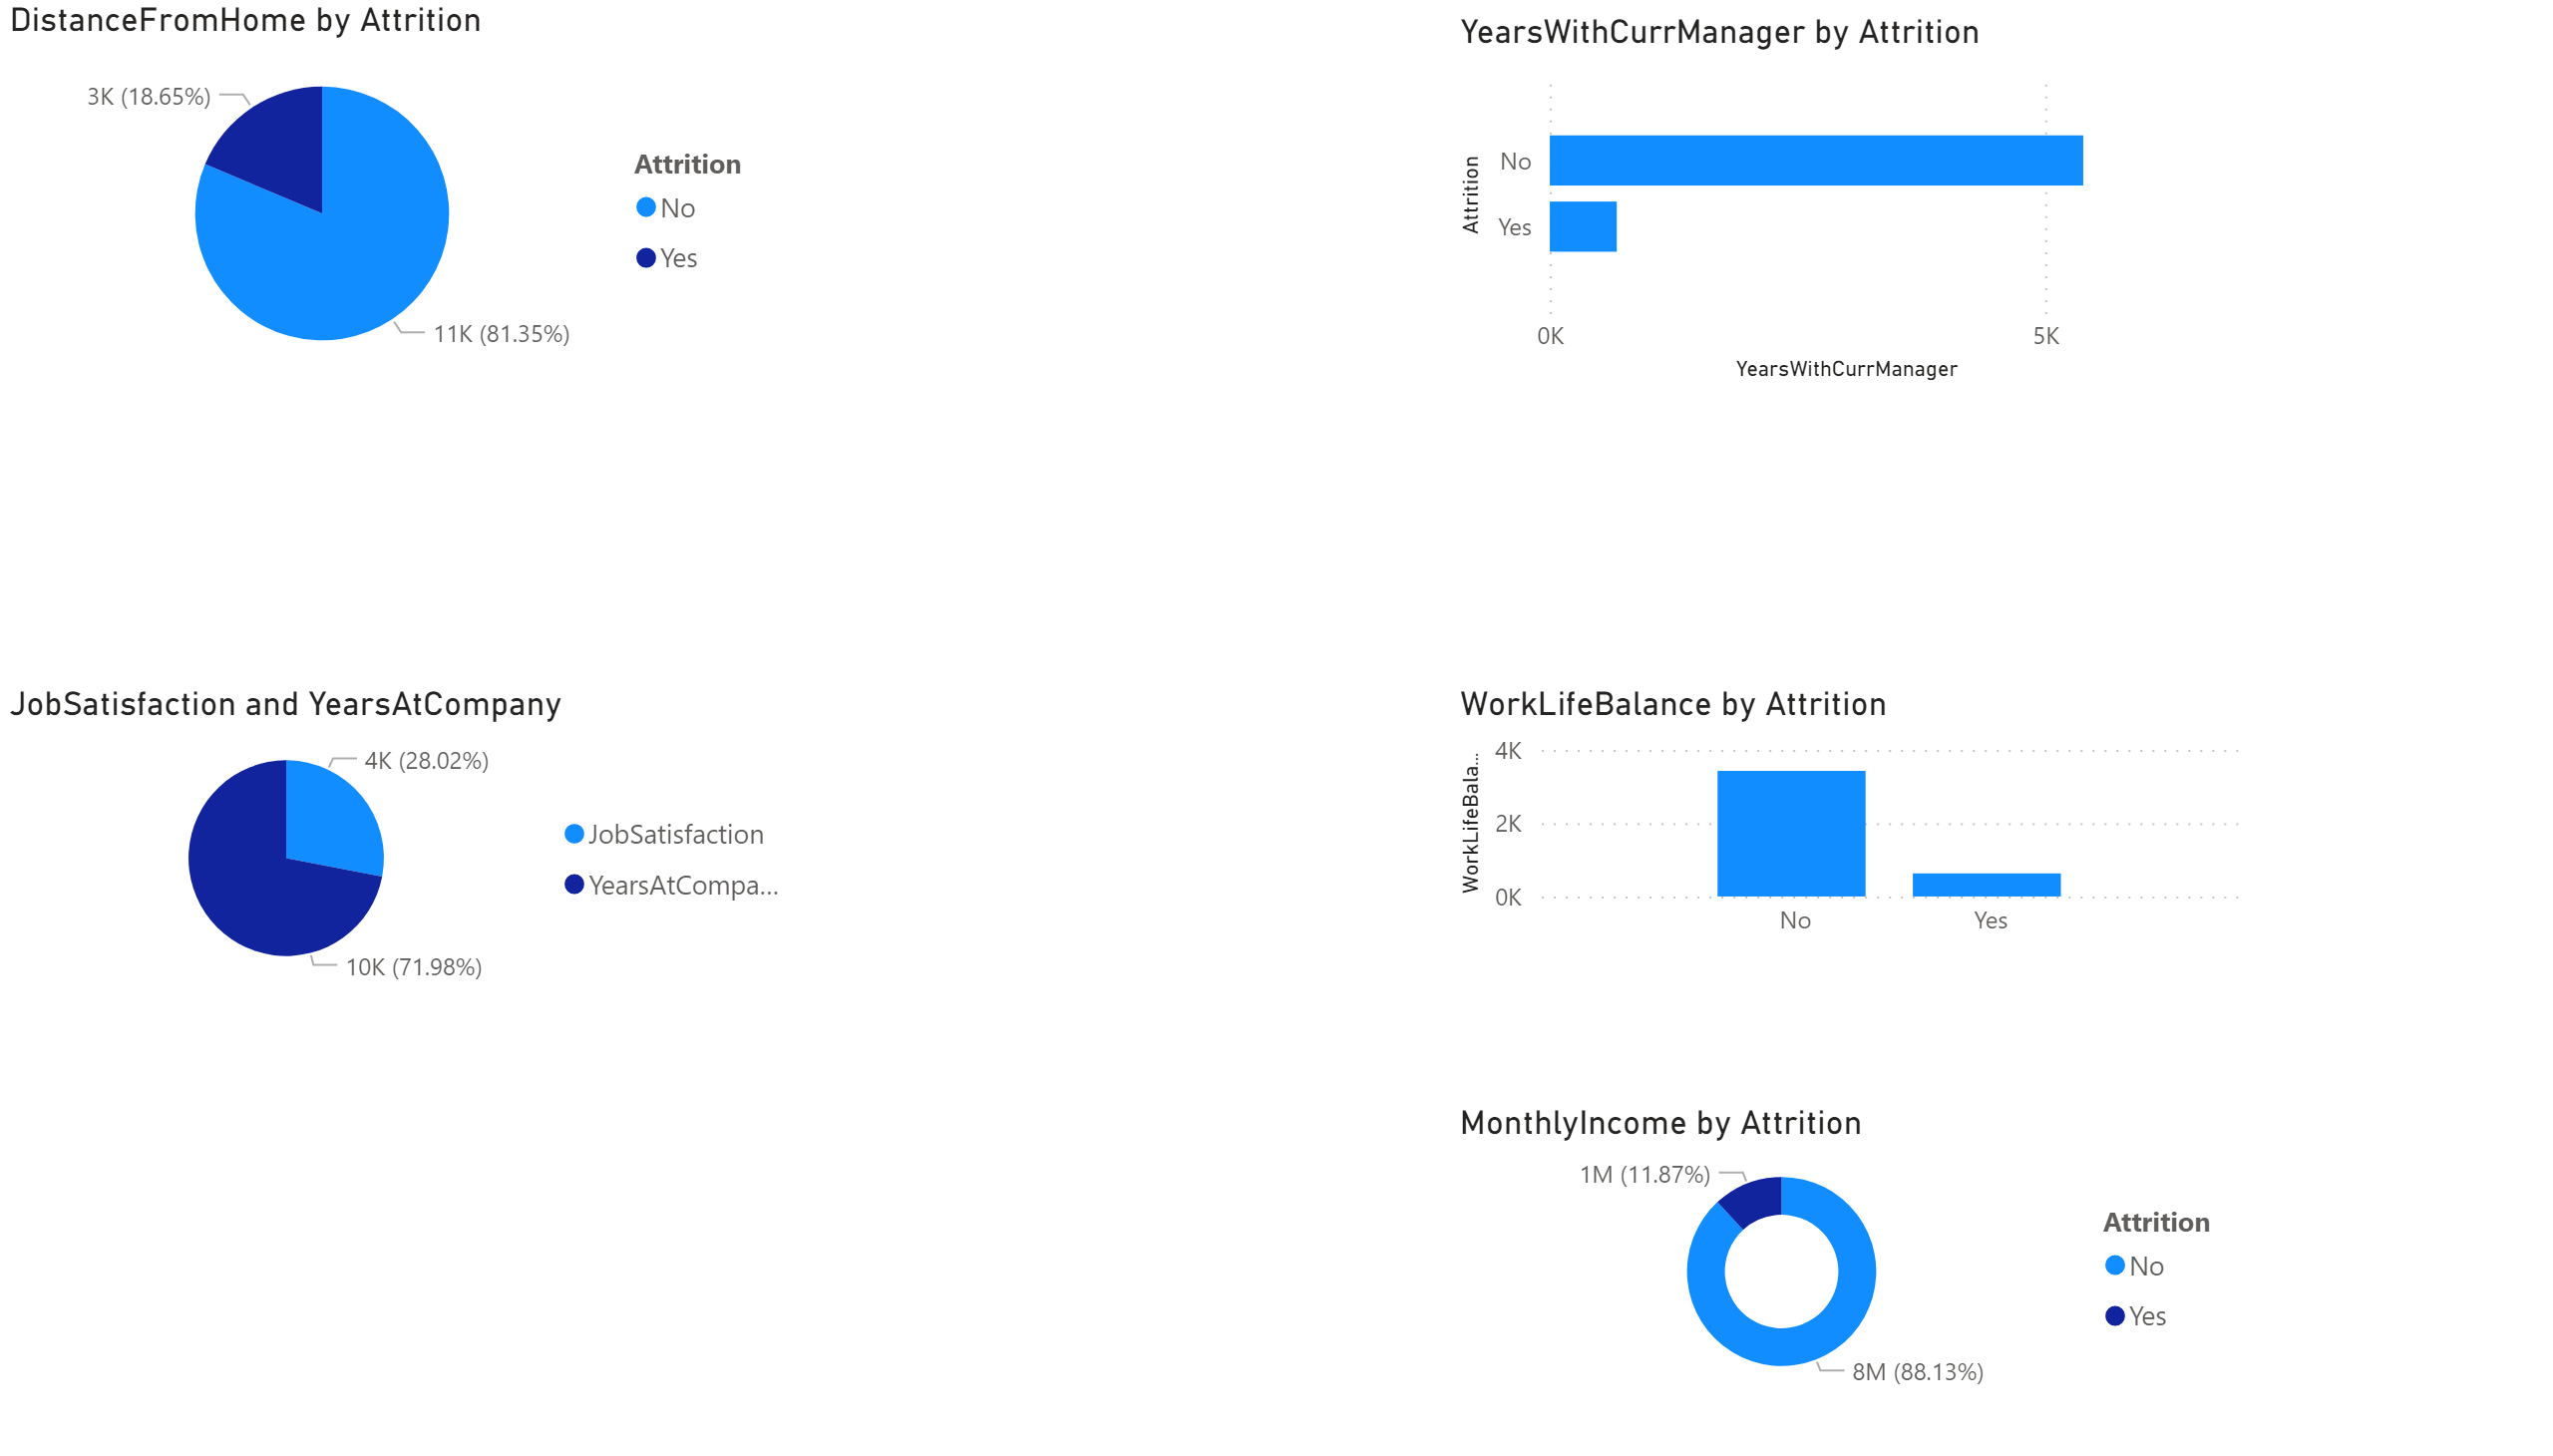 DistanceFromHome by Attrition
3K (18.65%)
11K (81.35%)
Attrition
No
Yes
YearsWithCurrManager by Attrition
Attrition
No
Yes
0K
5K
YearsWithCurrManager
JobSatisfaction and YearsAtCompany
4K (28.02%)
10K (71.98%)
JobSatisfaction
YearsAtCompa...
WorkLifeBalance by Attrition
WorkLifeBala...
4K
2K
0K
No
Yes
MonthlyIncome by Attrition
1M (11.87%)
8M (88.13%)
Attrition
No
Yes